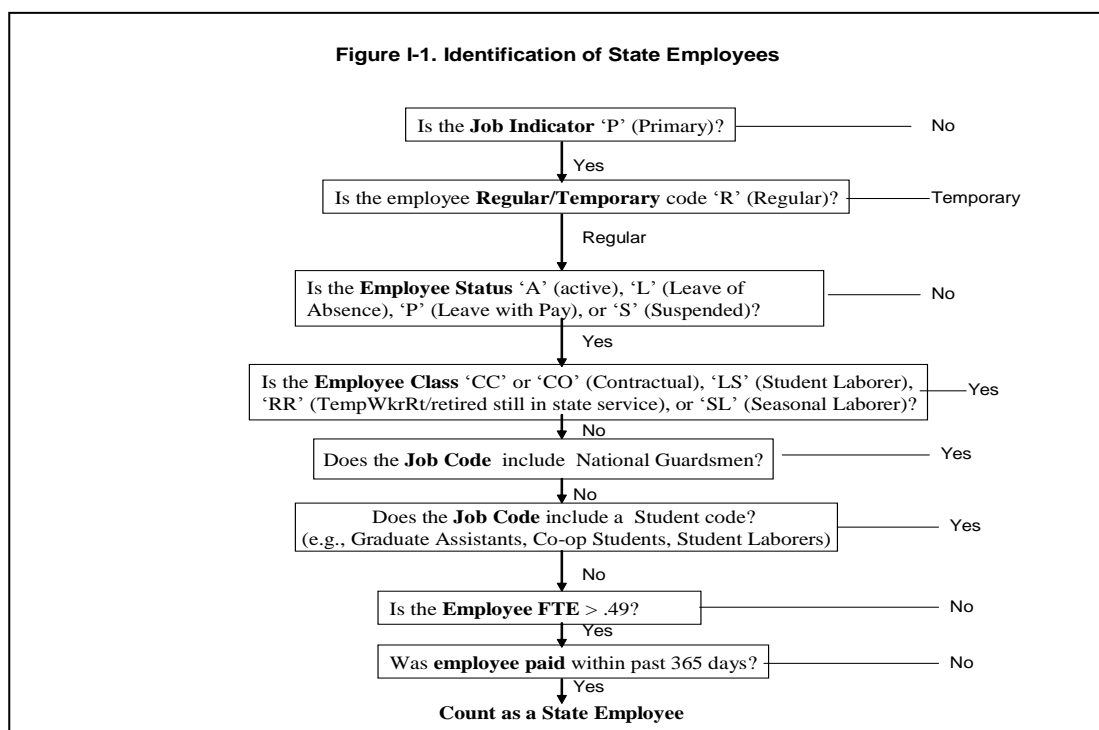 Figure I-1. Identification of State Employees
Is the Job Indicator ‘P’ (Primary)?
No
Yes
Is the employee Regular/Temporary code ‘R’ (Regular)?
Temporary
Regular
Is the Employee Status ‘A’ (active), ‘L’ (Leave of
Absence), ‘P’ (Leave with Pay), or ‘S’ (Suspended)?
No
Yes
Is the Employee Class ‘CC’ or ‘CO’ (Contractual), ‘LS’ (Student Laborer),
‘RR’ (TempWkrRt/retired still in state service), or ‘SL’ (Seasonal Laborer)?
Yes
No
Does the Job Code include National Guardsmen?
Yes
No
Does the Job Code include a Student code?
(e.g., Graduate Assistants, Co-op Students, Student Laborers)
Yes
No
Is the Employee FTE > .49?
No
Yes
Was employee paid within past 365 days?
No
Yes
Count as a State Employee